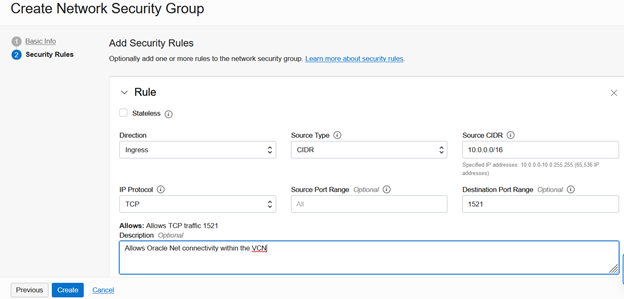 Create Network Security Group
1 Basic Info
2 Security Rules
Add Security Rules
Optionally add one or more rules to the network security group. Learn more about security rules.
Rule
Stateless
Direction Source Type Source CIDR
Ingress CIDR 10.0.0.0/16
Specified IP addresses: 10.0.0.0-10.0.255.255 (65,536 IP
addresses)
IP Protocol Source Port Range Optional Destination Port Range Optional
TCP All 1521
Allows: Allows TCP traffic 1521
Description Optional
Allows Oracle Net connectivity within the VCN
Previous Create Cancel